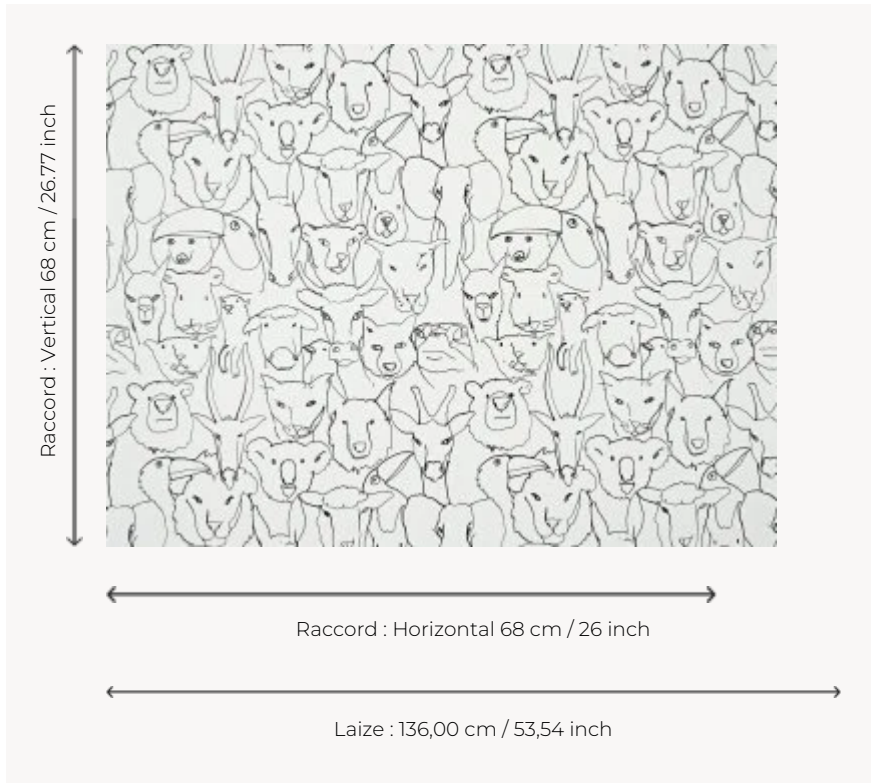 Raccord : Vertical 68 cm / 26.77 inch
Raccord : Horizontal 68 cm / 26 inch
Laize : 136,00 cm / 53,54 inch